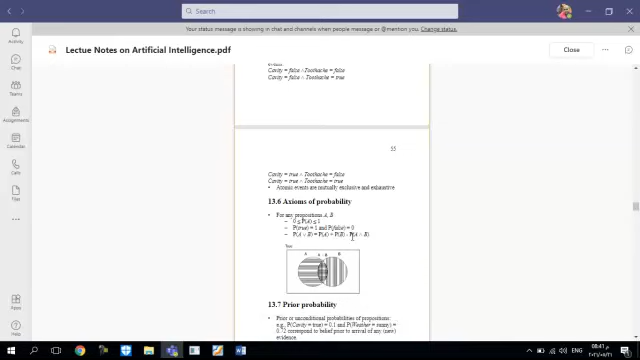 Search
Your status message is showing in chat and channels when people message or @mention you. Change status.
Activity
Chat
Teams
Assignments
Calendar
Calls
Files
Apps
Help
Lectue Notes on Artificial Intelligence.pdf
Close
Cavity = false ∧Toothache = false
Cavity = false ∧ Toothache = true
55
Cavity = true ∧ Toothache = false
Cavity = true ∧ Toothache = true
• Atomic events are mutually exclusive and exhaustive
13.6 Axioms of probability
• For any propositions A, B
– 0 ≤ P(A) ≤ 1
– P(true) = 1 and P(false) = 0
– P(A ∨ B) = P(A) + P(B) - P(A ∧ B)
True
A A ∧ B B
13.7 Prior probability
• Prior or unconditional probabilities of propositions
e.g., P(Cavity = true) = 0.1 and P(Weather = sunny) =
0.72 correspond to belief prior to arrival of any (new)
evidence.